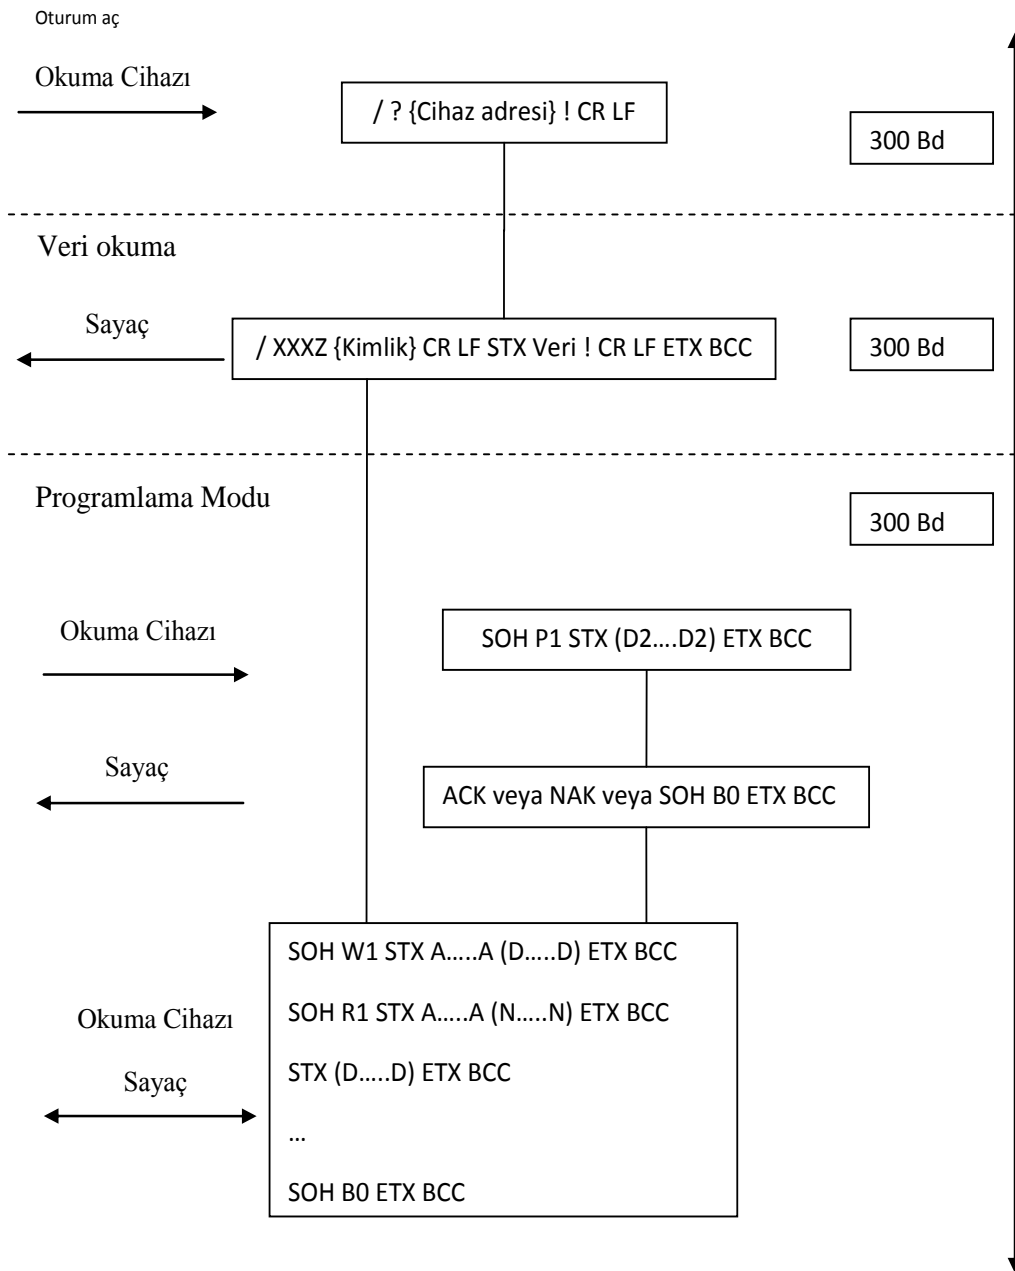 Oturum aç
Okuma Cihazı
/ ? {Cihaz adresi} ! CR LF
300 Bd
Veri okuma
Sayaç
/ XXXZ {Kimlik} CR LF STX Veri ! CR LF ETX BCC
300 Bd
Programlama Modu
300 Bd
Okuma Cihazı
SOH P1 STX (D2....D2) ETX BCC
Sayaç
ACK veya NAK veya SOH B0 ETX BCC
SOH W1 STX A.....A (D.....D) ETX BCC
SOH R1 STX A.....A (N.....N) ETX BCC
Okuma Cihazı
STX (D.....D) ETX BCC
Sayaç
...
SOH B0 ETX BCC